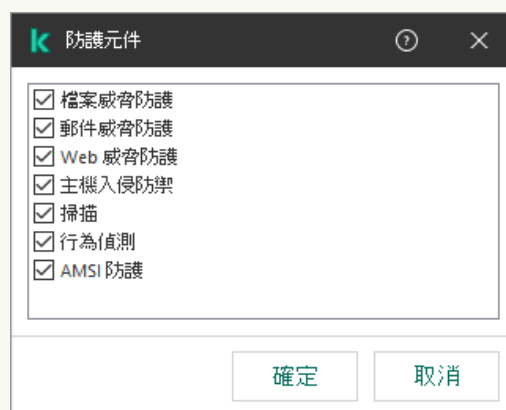 防護元件
檔案威脅防護
郵件威脅防護
Web 威脅防護
主機入侵防禦
掃描
行為偵測
AMSI 防護
確定
取消